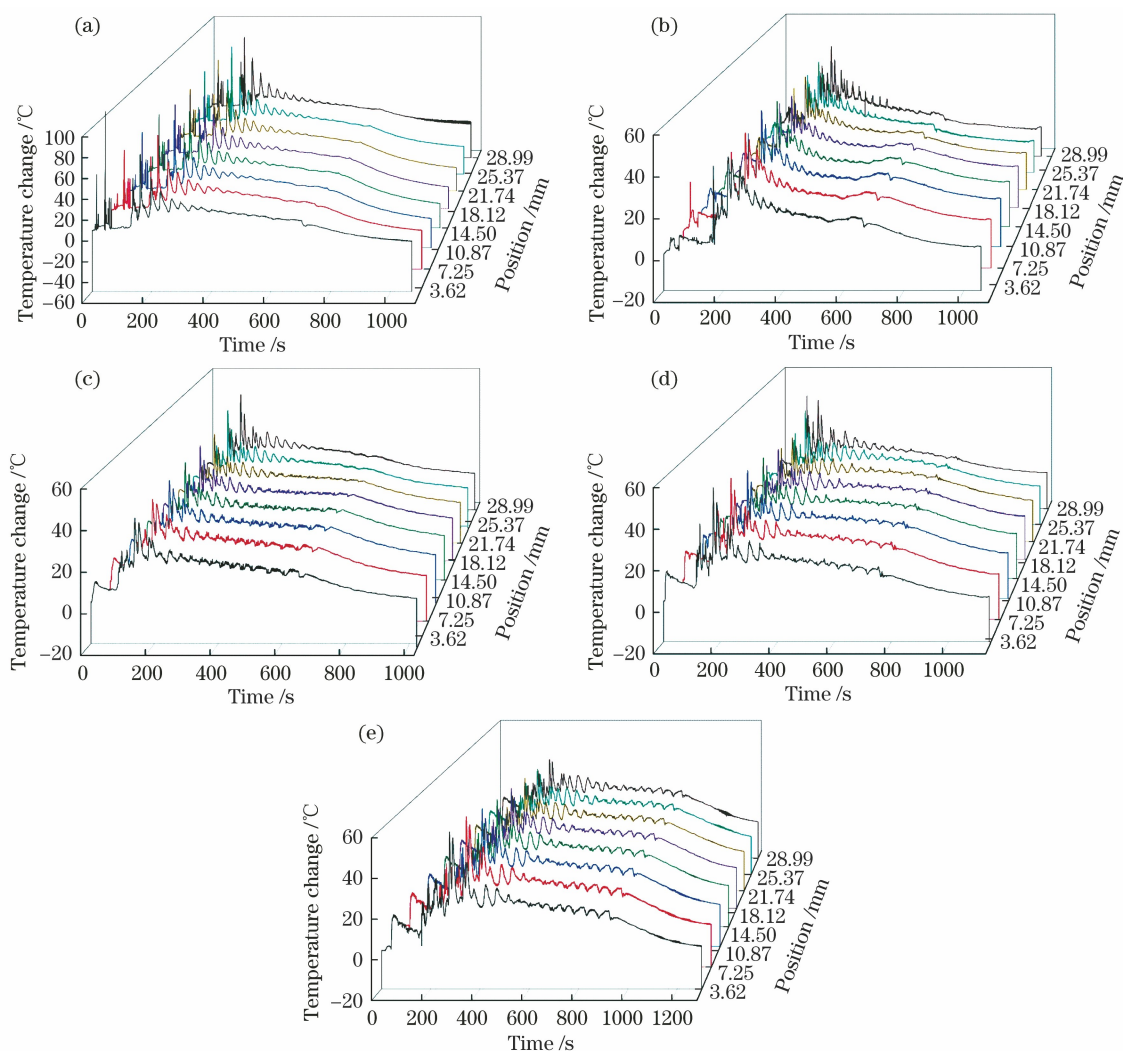 (a)
Temperature change /℃
100
80
60
40
20
0
−20
−40
−60
0 200 400 600 800 1000
Time /s
28.99
25.37
21.74
18.12
14.50
10.87
7.25
3.62
Position /mm
(b)
Temperature change /℃
60
40
20
0
−20
0 200 400 600 800 1000
Time /s
28.99
25.37
21.74
18.12
14.50
10.87
7.25
3.62
Position /mm
(c)
Temperature change /℃
60
40
20
0
−20
0 200 400 600 800 1000
Time /s
28.99
25.37
21.74
18.12
14.50
10.87
7.25
3.62
Position /mm
(d)
Temperature change /℃
60
40
20
0
−20
0 200 400 600 800 1000
Time /s
28.99
25.37
21.74
18.12
14.50
10.87
7.25
3.62
Position /mm
(e)
Temperature change /℃
60
40
20
0
−20
0 200 400 600 800 1000 1200
Time /s
28.99
25.37
21.74
18.12
14.50
10.87
7.25
3.62
Position /mm